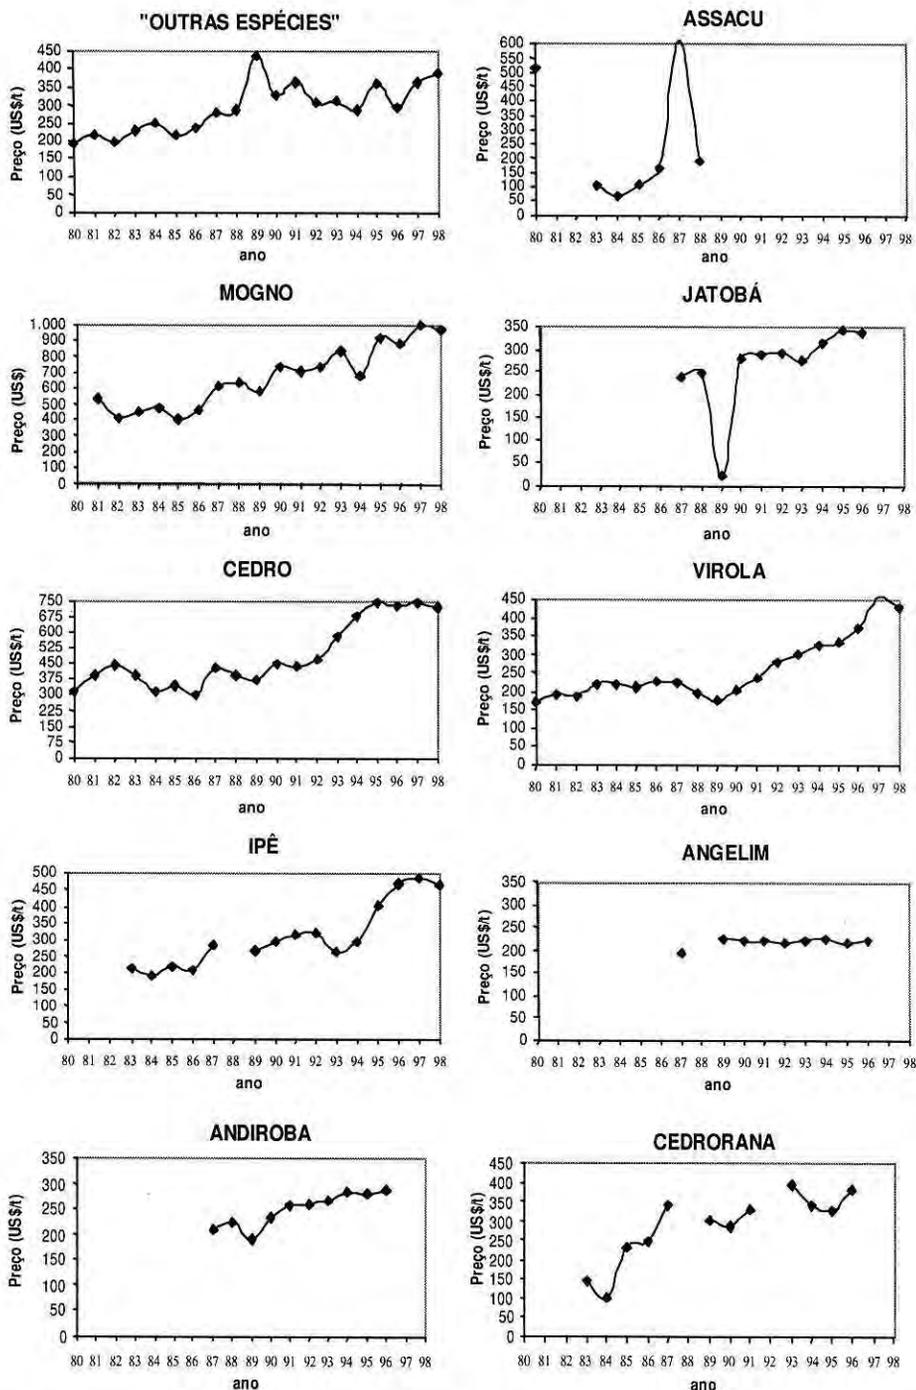 "OUTRAS ESPÉCIES"
Preço (US$/t)
450
400
350
300
250
200
150
100
50
0
80 81 82 83 84 85 86 87 88 89 90 91 92 93 94 95 96 97 98
ano
ASSACU
Preço (US$/t)
600
550
500
450
400
350
300
250
200
150
100
50
0
80 81 82 83 84 85 86 87 88 89 90 91 92 93 94 95 96 97 98
ano
MOGNO
Preço (US$)
1.000
900
800
700
600
500
400
300
200
100
0
80 81 82 83 84 85 86 87 88 89 90 91 92 93 94 95 96 97 98
ano
JATOBÁ
Preço (US$/t)
350
300
250
200
150
100
50
0
80 81 82 83 84 85 86 87 88 89 90 91 92 93 94 95 96 97 98
ano
CEDRO
Preço (US$/t)
750
675
600
525
450
375
300
225
150
75
0
80 81 82 83 84 85 86 87 88 89 90 91 92 93 94 95 96 97 98
ano
VIROLA
Preço (US$/t)
450
400
350
300
250
200
150
100
50
0
80 81 82 83 84 85 86 87 88 89 90 91 92 93 94 95 96 97 98
ano
IPÊ
Preço (US$/t)
500
450
400
350
300
250
200
150
100
50
0
80 81 82 83 84 85 86 87 88 89 90 91 92 93 94 95 96 97 98
ano
ANGELIM
Preço (US$/t)
350
300
250
200
150
100
50
0
80 81 82 83 84 85 86 87 88 89 90 91 92 93 94 95 96 97 98
ano
ANDIROBA
Preço (US$/t)
350
300
250
200
150
100
50
0
80 81 82 83 84 85 86 87 88 89 90 91 92 93 94 95 96 97 98
ano
CEDRORANA
Preço (US$/t)
450
400
350
300
250
200
150
100
50
0
80 81 82 83 84 85 86 87 88 89 90 91 92 93 94 95 96 97 98
ano